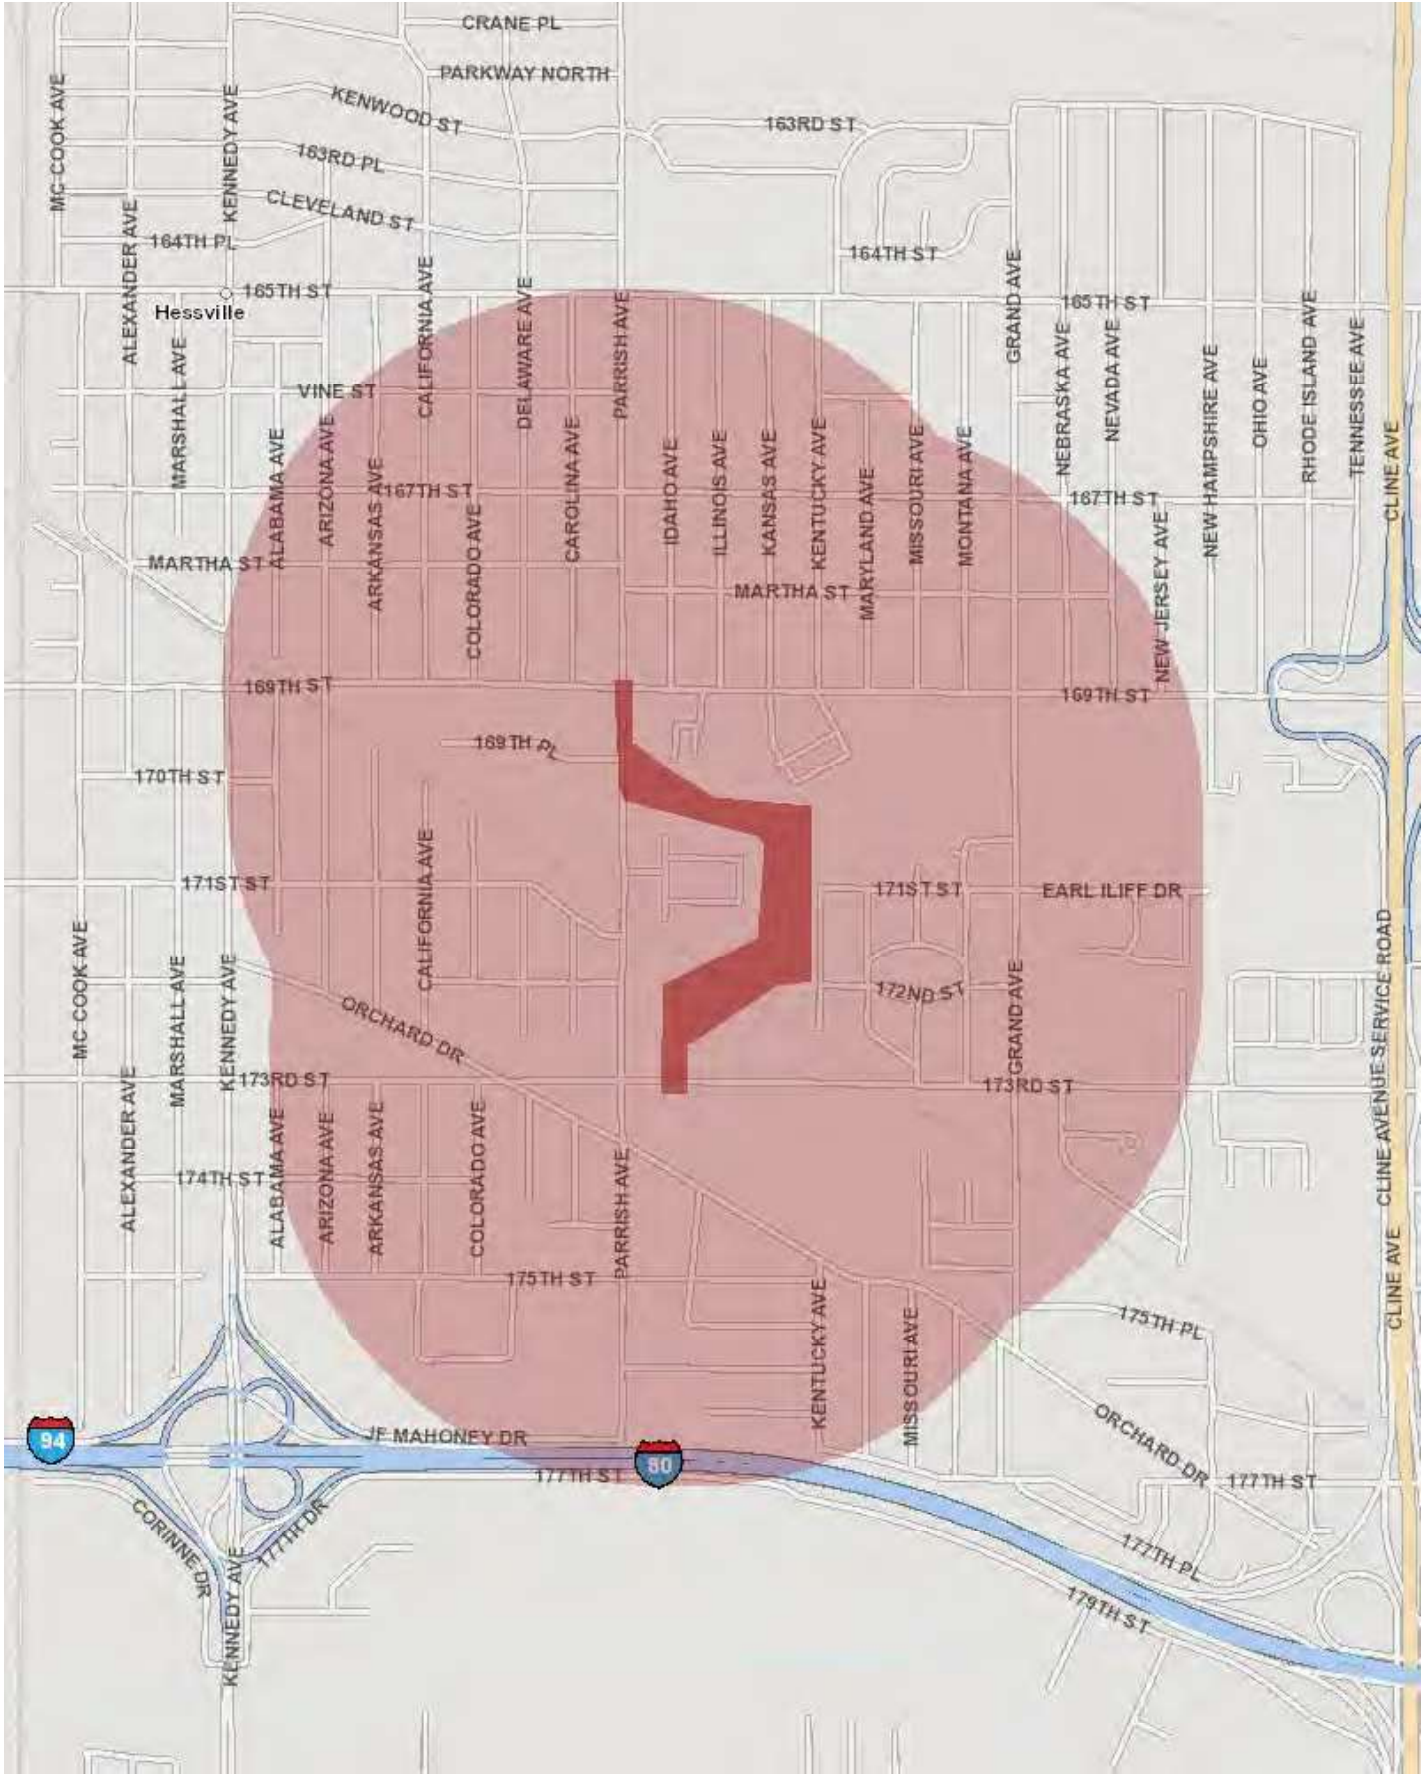 CRANE PL
PARKWAY NORTH
KENWOOD ST
163RD ST
MC COOK AVE
KENNEDY AVE
163RD PL
CLEVELAND ST
ALEXANDER AVE
164TH PL
164TH ST
CALIFORNIA AVE
GRAND AVE
165TH ST
Hessville
165TH ST
DELAWARE AVE
PARRISH AVE
RHODE ISLAND AVE
NEBRASKA AVE
NEVADA AVE
TENNESSEE AVE
MARSHALL AVE
NEW HAMPSHIRE AVE
OHIO AVE
VINE ST
CLINE AVE
ALABAMA AVE
ARIZONA AVE
CAROLINA AVE
IDAHO AVE
ILLINOIS AVE
KANSAS AVE
KENTUCKY AVE
MISSOURI AVE
MONTANA AVE
ARKANSAS AVE
167TH ST
MARYLAND AVE
167TH ST
COLORADO AVE
NEW JERSEY AVE
MARTHA ST
MARTHA ST
169TH ST
169TH ST
169TH PL
170TH ST
CALIFORNIA AVE
171ST ST
171ST ST
EARL ILIFF DR
MC COOK AVE
CLINE AVENUE SERVICE ROAD
MARSHALL AVE
KENNEDY AVE
GRAND AVE
172ND ST
ORCHARD DR
173RD ST
173RD ST
ALEXANDER AVE
ALABAMA AVE
ARIZONA AVE
ARKANSAS AVE
COLORADO AVE
PARRISH AVE
174TH ST
CLINE AVE
175TH ST
KENTUCKY AVE
MISSOURI AVE
175TH PL
ORCHARD DR
94
JF MAHONEY DR
80
177TH ST
177TH ST
CORINNE DR
177TH DR
KENNEDY AVE
177TH PL
179TH ST